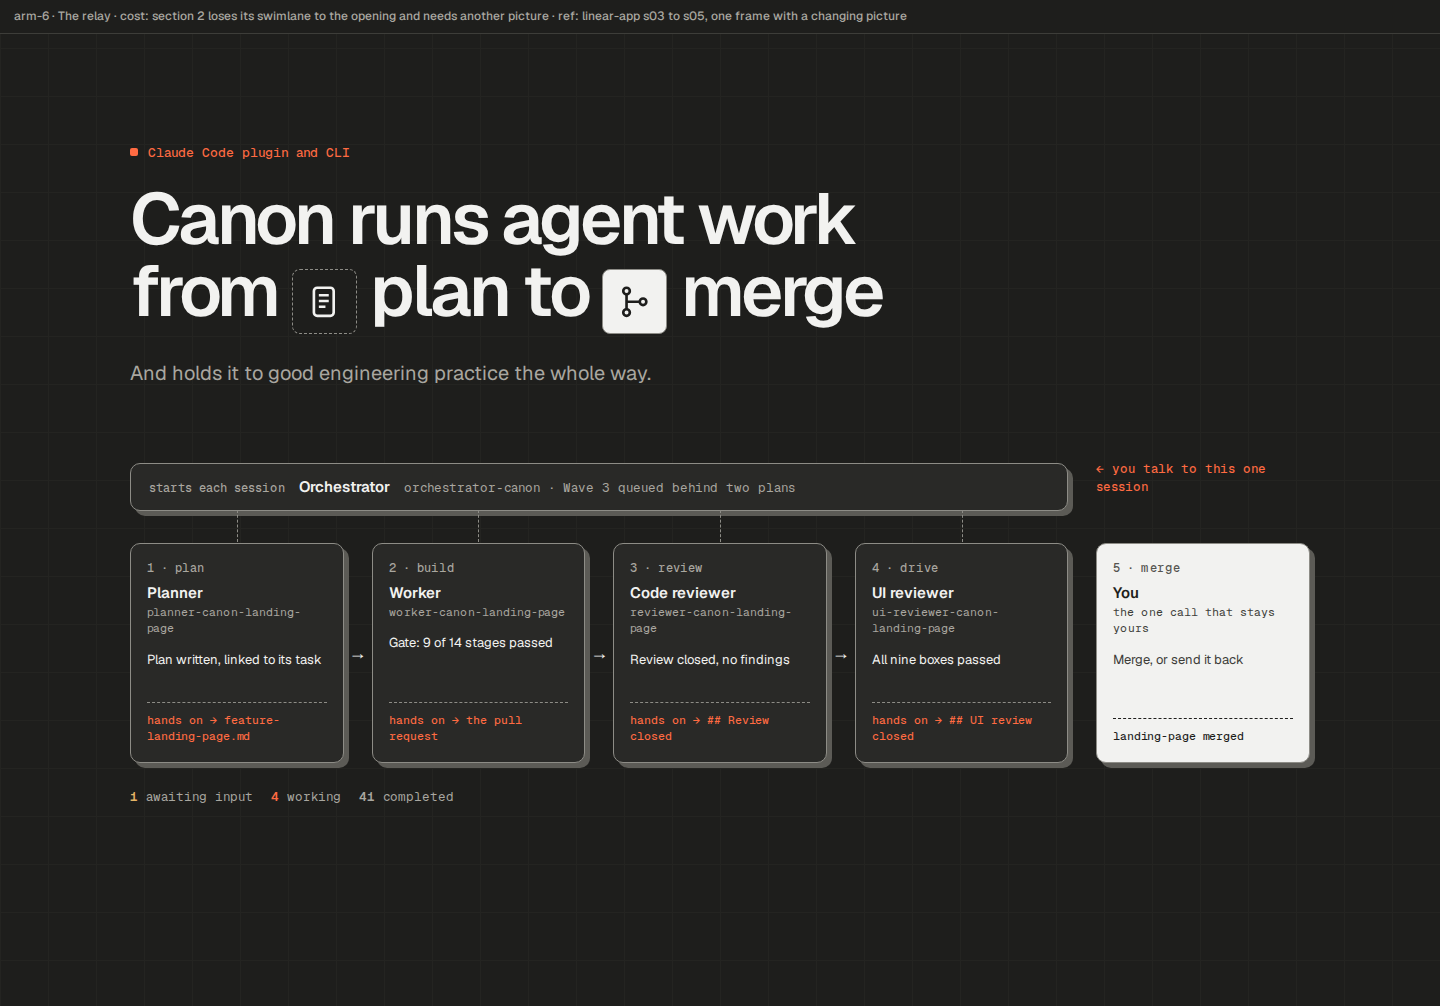 arm-6 · The relay · cost: section 2 loses its swimlane to the opening and needs another picture · ref: linear-app s03 to s05, one frame with a changing picture
Claude Code plugin and CLI
Canon runs agent work
from plan to merge
And holds it to good engineering practice the whole way.
starts each session Orchestrator orchestrator-canon · Wave 3 queued behind two plans
← you talk to this one
session
1 · plan
Planner
planner-canon-landing-
page
Plan written, linked to its task
hands on → feature-
landing-page.md
→
2 · build
Worker
worker-canon-landing-page
Gate: 9 of 14 stages passed
hands on → the pull
request
→
3 · review
Code reviewer
reviewer-canon-landing-
page
Review closed, no findings
hands on → ## Review
closed
→
4 · drive
UI reviewer
ui-reviewer-canon-
landing-page
All nine boxes passed
hands on → ## UI review
closed
5 · merge
You
the one call that stays
yours
Merge, or send it back
landing-page merged
1 awaiting input 4 working 41 completed